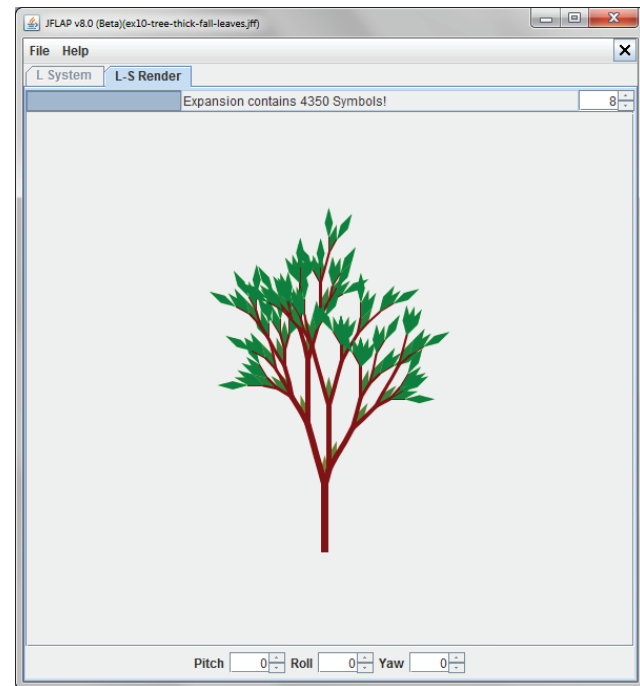 JFLAP v8.0 (Beta)(ex10-tree-thick-fall-leaves.jff)
File Help
L System L-S Render
Expansion contains 4350 Symbols! 8
Pitch 0 Roll 0 Yaw 0